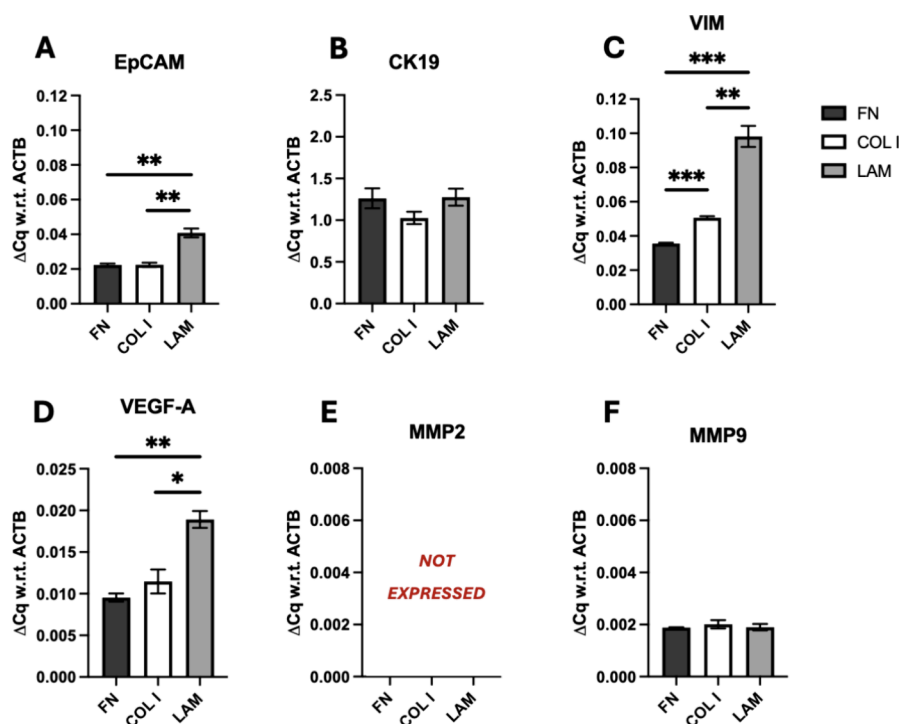 A
EpCAM
ΔCq w.r.t. ACTB
0.12
0.10
0.08
0.06
0.04
0.02
0.00
**
**
FN
COL I
LAM
B
CK19
ΔCq w.r.t. ACTB
2.5
2.0
1.5
1.0
0.5
0.0
FN
COL I
LAM
C
VIM
ΔCq w.r.t. ACTB
0.12
0.10
0.08
0.06
0.04
0.02
0.00
***
**
***
FN
COL I
LAM
FN
COL I
LAM
D
VEGF-A
ΔCq w.r.t. ACTB
0.025
0.020
0.015
0.010
0.005
0.000
**
*
FN
COL I
LAM
E
MMP2
ΔCq w.r.t. ACTB
0.008
0.006
0.004
0.002
0.000
NOT
EXPRESSED
FN
COL I
LAM
F
MMP9
ΔCq w.r.t. ACTB
0.008
0.006
0.004
0.002
0.000
FN
COL I
LAM